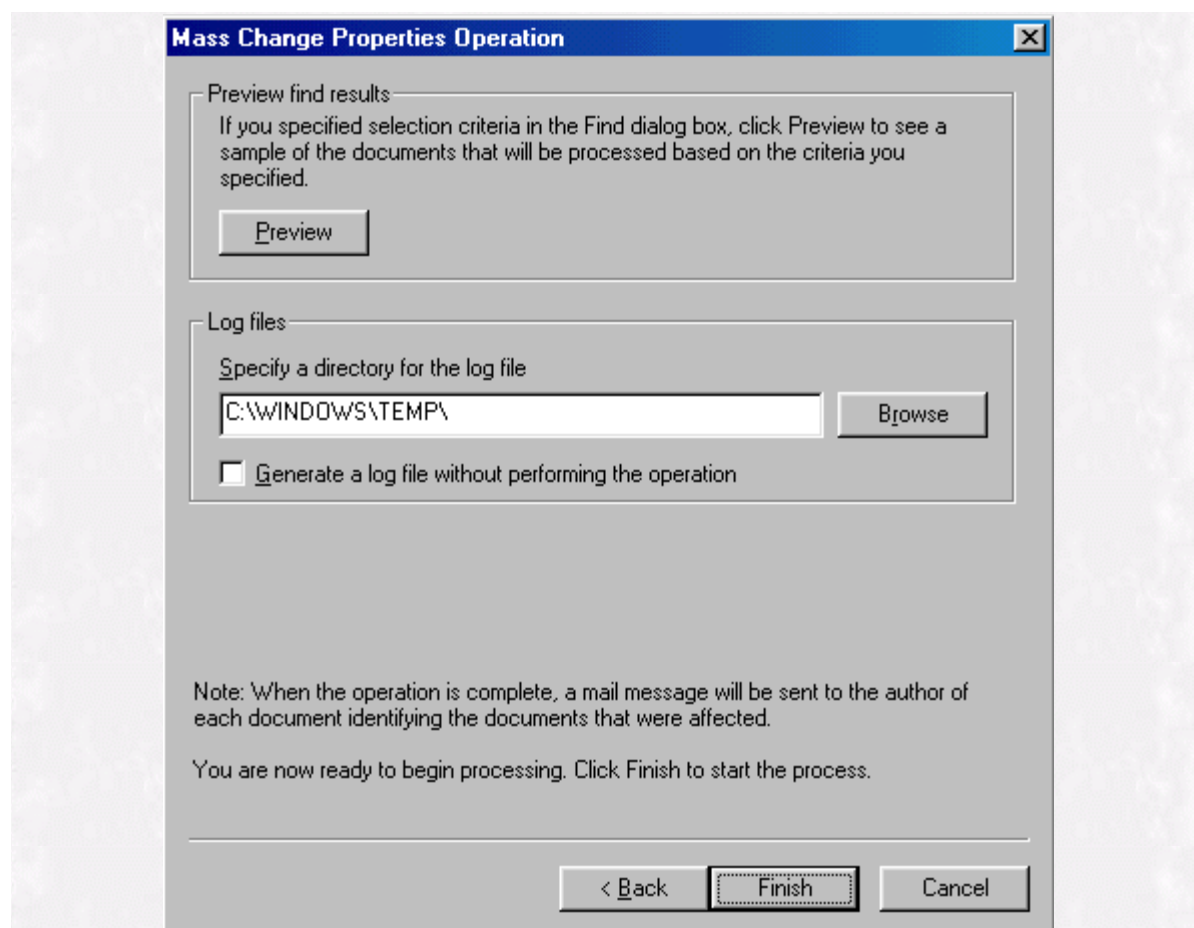 Mass Change Properties Operation
Preview find results
If you specified selection criteria in the Find dialog box, click Preview to see a
sample of the documents that will be processed based on the criteria you
specified.
Preview
Log files
Specify a directory for the log file
C:\WINDOWS\TEMP\
Browse
Generate a log file without performing the operation
Note: When the operation is complete, a mail message will be sent to the author of
each document identifying the documents that were affected.
You are now ready to begin processing. Click Finish to start the process.
< Back
Finish
Cancel